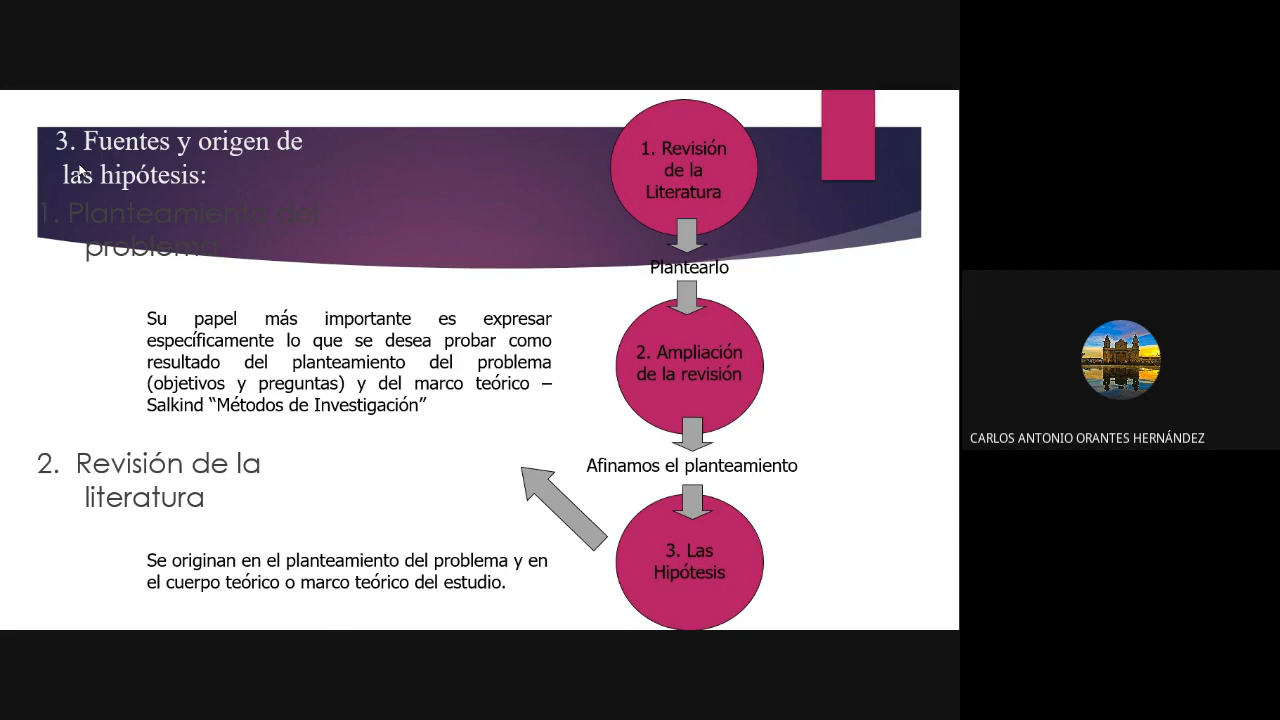 3. Fuentes y origen de
las hipótesis:
1. Planteamiento del
problema
Su papel más importante es expresar
específicamente lo que se desea probar como
resultado del planteamiento del problema
(objetivos y preguntas) y del marco teórico –
Salkind “Métodos de Investigación”
2. Revisión de la
literatura
Se originan en el planteamiento del problema y en
el cuerpo teórico o marco teórico del estudio.
1. Revisión
de la
Literatura
Plantearlo
2. Ampliación
de la revisión
Afinamos el planteamiento
3. Las
Hipótesis
CARLOS ANTONIO ORANTES HERNÁNDEZ